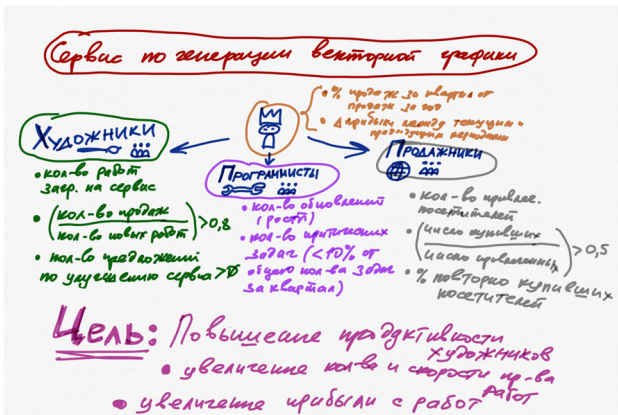 Сервис по генерации векторной графики
• % продаж за квартал от
продаж за год
• Δ прибыли между текущим и
предыдущим периодами
Художники
• кол-во работ
загр. на сервис
• (кол-во продаж / кол-во новых работ) > 0,8
• кол-во предложений
по улучшению сервиса > 0
Программисты
• кол-во обновлений
(рост)
• кол-во критических
задач (<10% от
общего кол-ва задач
за квартал)
Продажники
• кол-во привлеч.
посетителей
• (число купивших / число привлеченных) > 0,5
• % повторно купивших
посетителей
Цель: Повышение продуктивности
художников
• увеличение кол-ва и скорости пр-ва
работ
• увеличение прибыли с работ